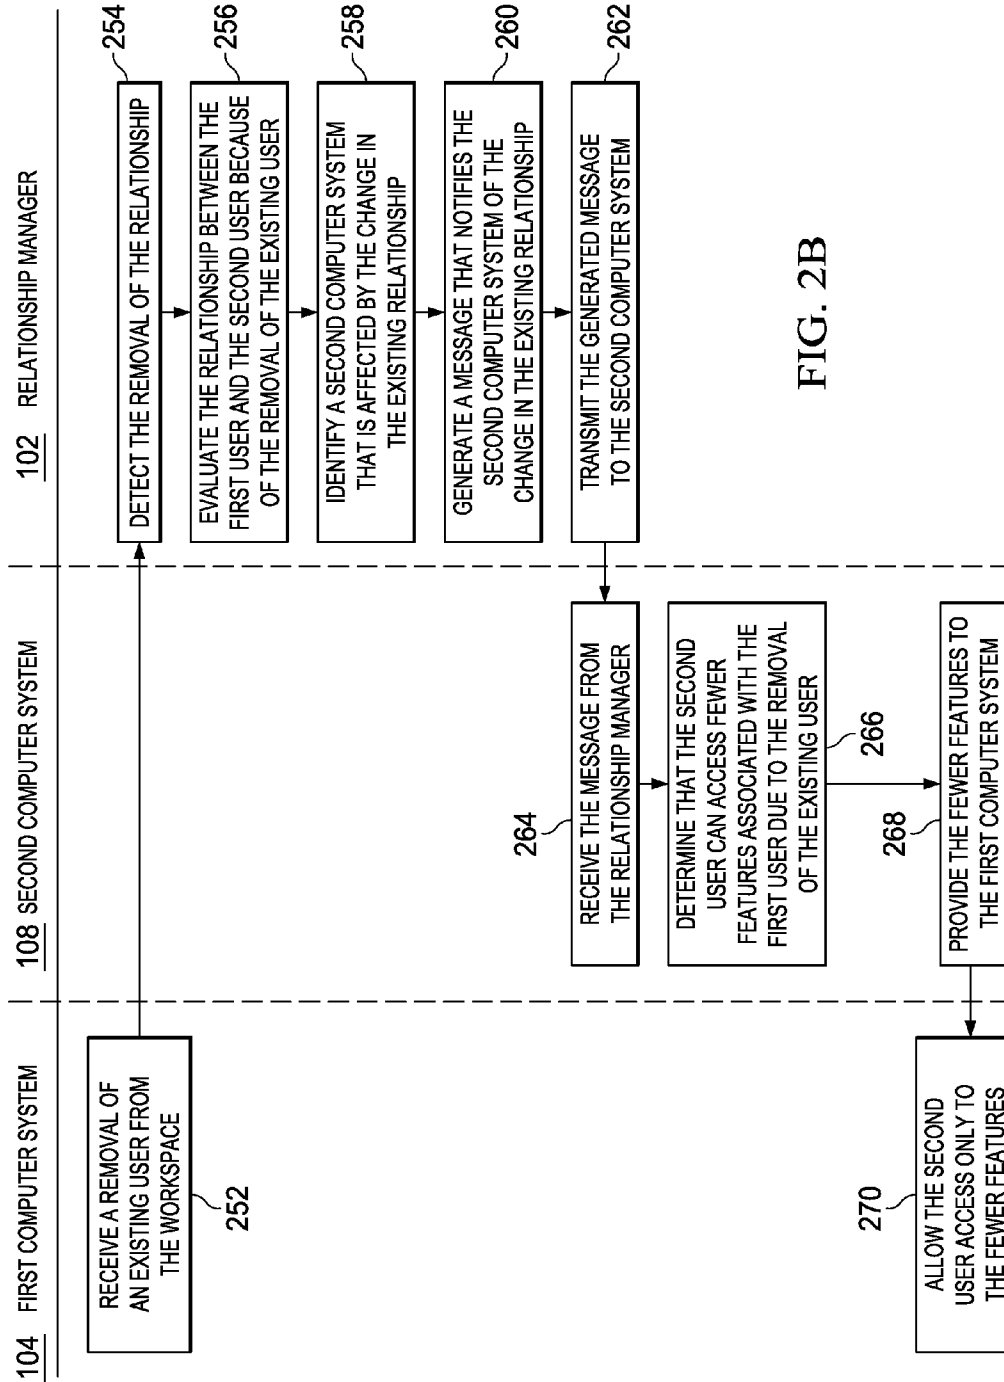 104 FIRST COMPUTER SYSTEM
108 SECOND COMPUTER SYSTEM
102 RELATIONSHIP MANAGER
RECEIVE A REMOVAL OF
AN EXISTING USER FROM
THE WORKSPACE
252
DETECT THE REMOVAL OF THE RELATIONSHIP
254
EVALUATE THE RELATIONSHIP BETWEEN THE
FIRST USER AND THE SECOND USER BECAUSE
OF THE REMOVAL OF THE EXISTING USER
256
IDENTIFY A SECOND COMPUTER SYSTEM
THAT IS AFFECTED BY THE CHANGE IN
THE EXISTING RELATIONSHIP
258
GENERATE A MESSAGE THAT NOTIFIES THE
SECOND COMPUTER SYSTEM OF THE
CHANGE IN THE EXISTING RELATIONSHIP
260
TRANSMIT THE GENERATED MESSAGE
TO THE SECOND COMPUTER SYSTEM
262
264
RECEIVE THE MESSAGE FROM
THE RELATIONSHIP MANAGER
DETERMINE THAT THE SECOND
USER CAN ACCESS FEWER
FEATURES ASSOCIATED WITH THE
FIRST USER DUE TO THE REMOVAL
OF THE EXISTING USER
266
268
PROVIDE THE FEWER FEATURES TO
THE FIRST COMPUTER SYSTEM
270
ALLOW THE SECOND
USER ACCESS ONLY TO
THE FEWER FEATURES
FIG. 2B